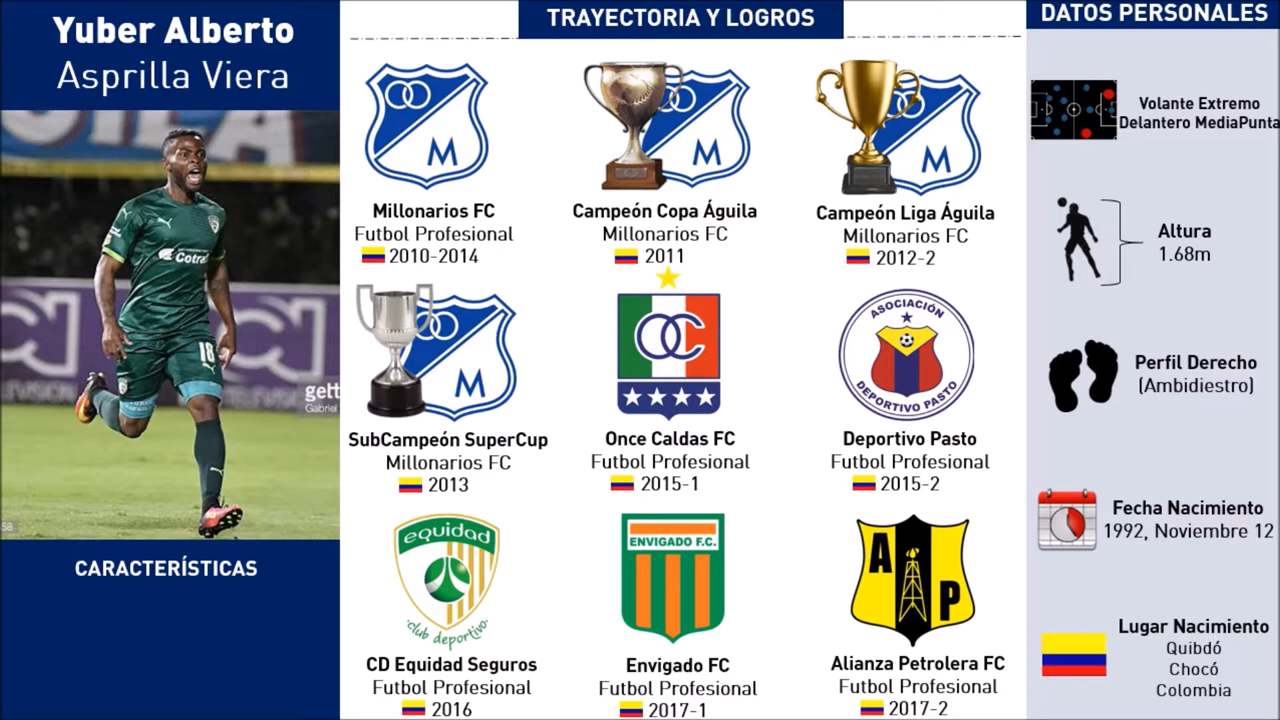 Yuber Alberto
Asprilla Viera
18
Cotra
58
CARACTERÍSTICAS
TRAYECTORIA Y LOGROS
M
Millonarios FC
Futbol Profesional
2010-2014
M
Campeón Copa Águila
Millonarios FC
2011
M
Campeón Liga Águila
Millonarios FC
2012-2
M
SubCampeón SuperCup
Millonarios FC
2013
OC
Once Caldas FC
Futbol Profesional
2015-1
ASOCIACIÓN
DEPORTIVO PASTO
Deportivo Pasto
Futbol Profesional
2015-2
equidad
club deportivo
CD Equidad Seguros
Futbol Profesional
2016
ENVIGADO F.C.
Envigado FC
Futbol Profesional
2017-1
A
P
Alianza Petrolera FC
Futbol Profesional
2017-2
DATOS PERSONALES
Volante Extremo
Delantero MediaPunta
Altura
1.68m
Perfil Derecho
(Ambidiestro)
Fecha Nacimiento
1992, Noviembre 12
Lugar Nacimiento
Quibdó
Chocó
Colombia